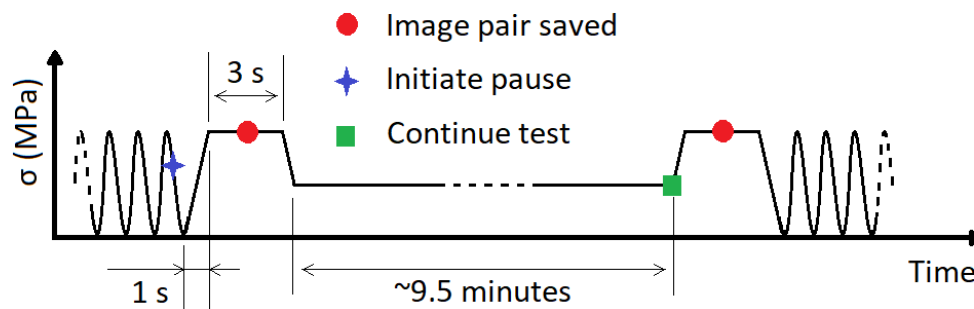 Image pair saved
3 s
Initiate pause
Continue test
σ (MPa)
Time
1 s
~9.5 minutes